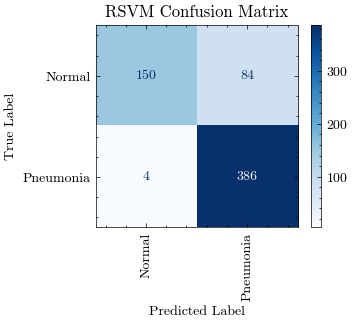 RSVM Confusion Matrix
True Label
Normal
150
84
Pneumonia
4
386
300
200
100
Normal
Pneumonia
Predicted Label